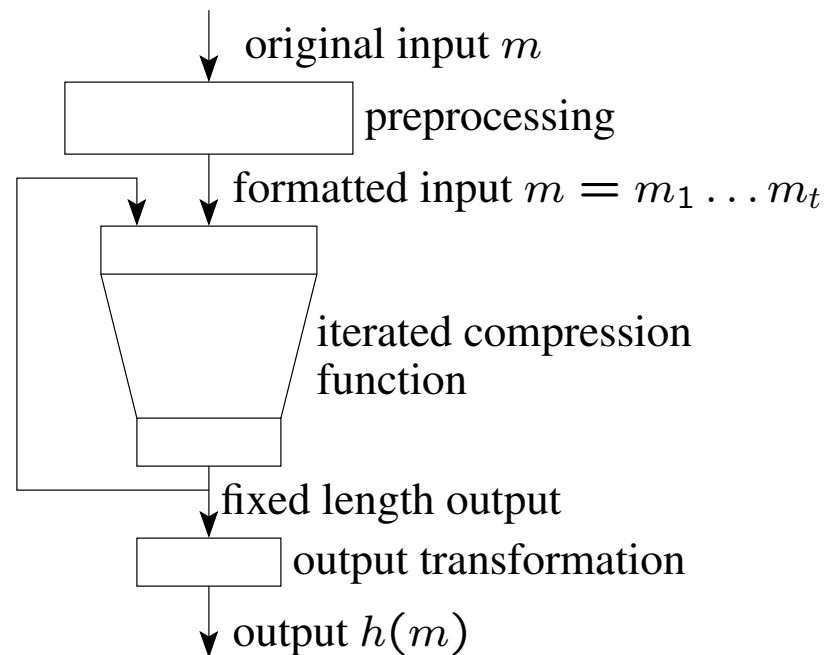 original input m
preprocessing
formatted input m = m₁ … mₜ
iterated compression
function
fixed length output
output transformation
output h(m)